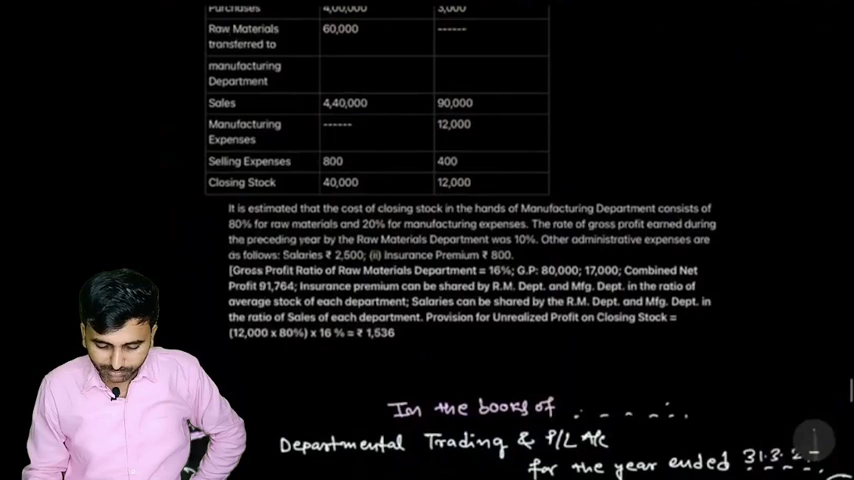 Purchases 4,00,000 3,000
Raw Materials 60,000 ------
transferred to
manufacturing
Department
Sales 4,40,000 90,000
Manufacturing ------ 12,000
Expenses
Selling Expenses 800 400
Closing Stock 40,000 12,000
It is estimated that the cost of closing stock in the hands of Manufacturing Department consists of
80% for raw materials and 20% for manufacturing expenses. The rate of gross profit earned during
the preceding year by the Raw Materials Department was 10%. Other administrative expenses are
as follows: Salaries ₹ 2,500; (ii) Insurance Premium ₹ 800.
[Gross Profit Ratio of Raw Materials Department = 16%; G.P: 80,000; 17,000; Combined Net
Profit 91,764; Insurance premium can be shared by R.M. Dept. and Mfg. Dept. in the ratio of
average stock of each department; Salaries can be shared by the R.M. Dept. and Mfg. Dept. in
the ratio of Sales of each department. Provision for Unrealized Profit on Closing Stock =
(12,000 x 80%) x 16 % = ₹ 1,536
In the books of . - - - - - .
Departmental Trading & P/L A/c
for the year ended